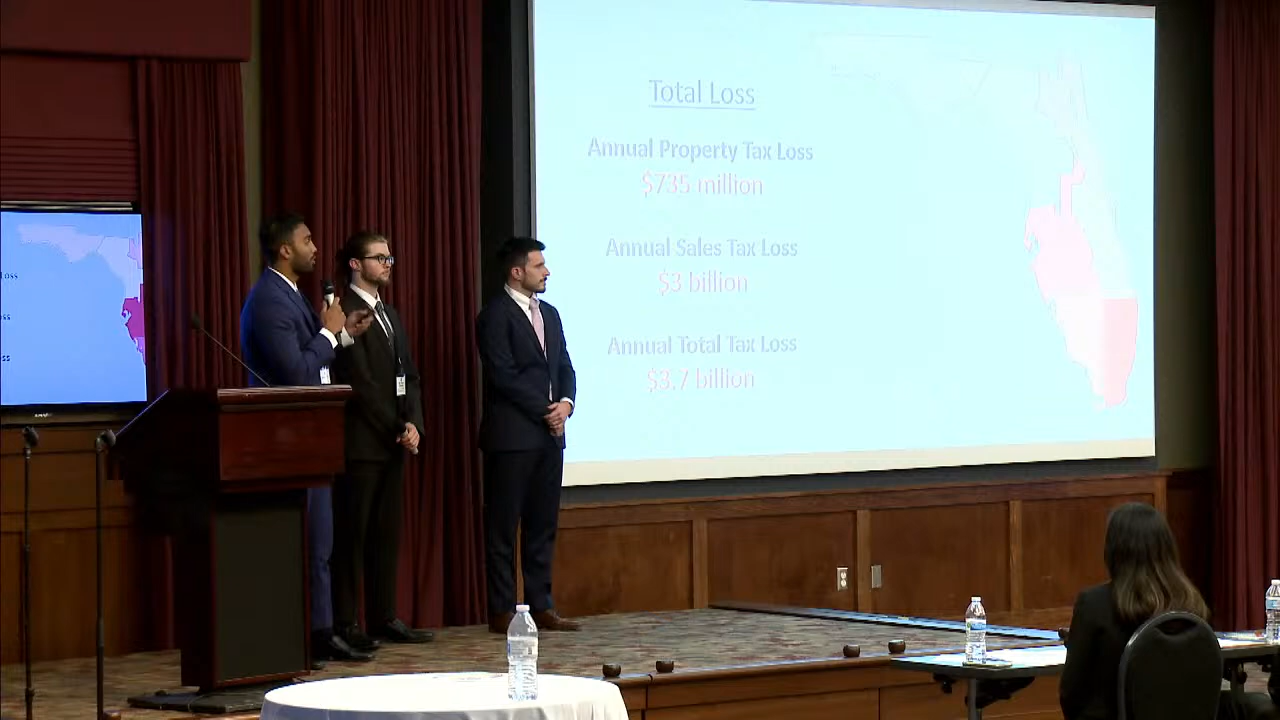 Total Loss
Annual Property Tax Loss
$735 million
Annual Sales Tax Loss
$3 billion
Annual Total Tax Loss
$3.7 billion
Loss